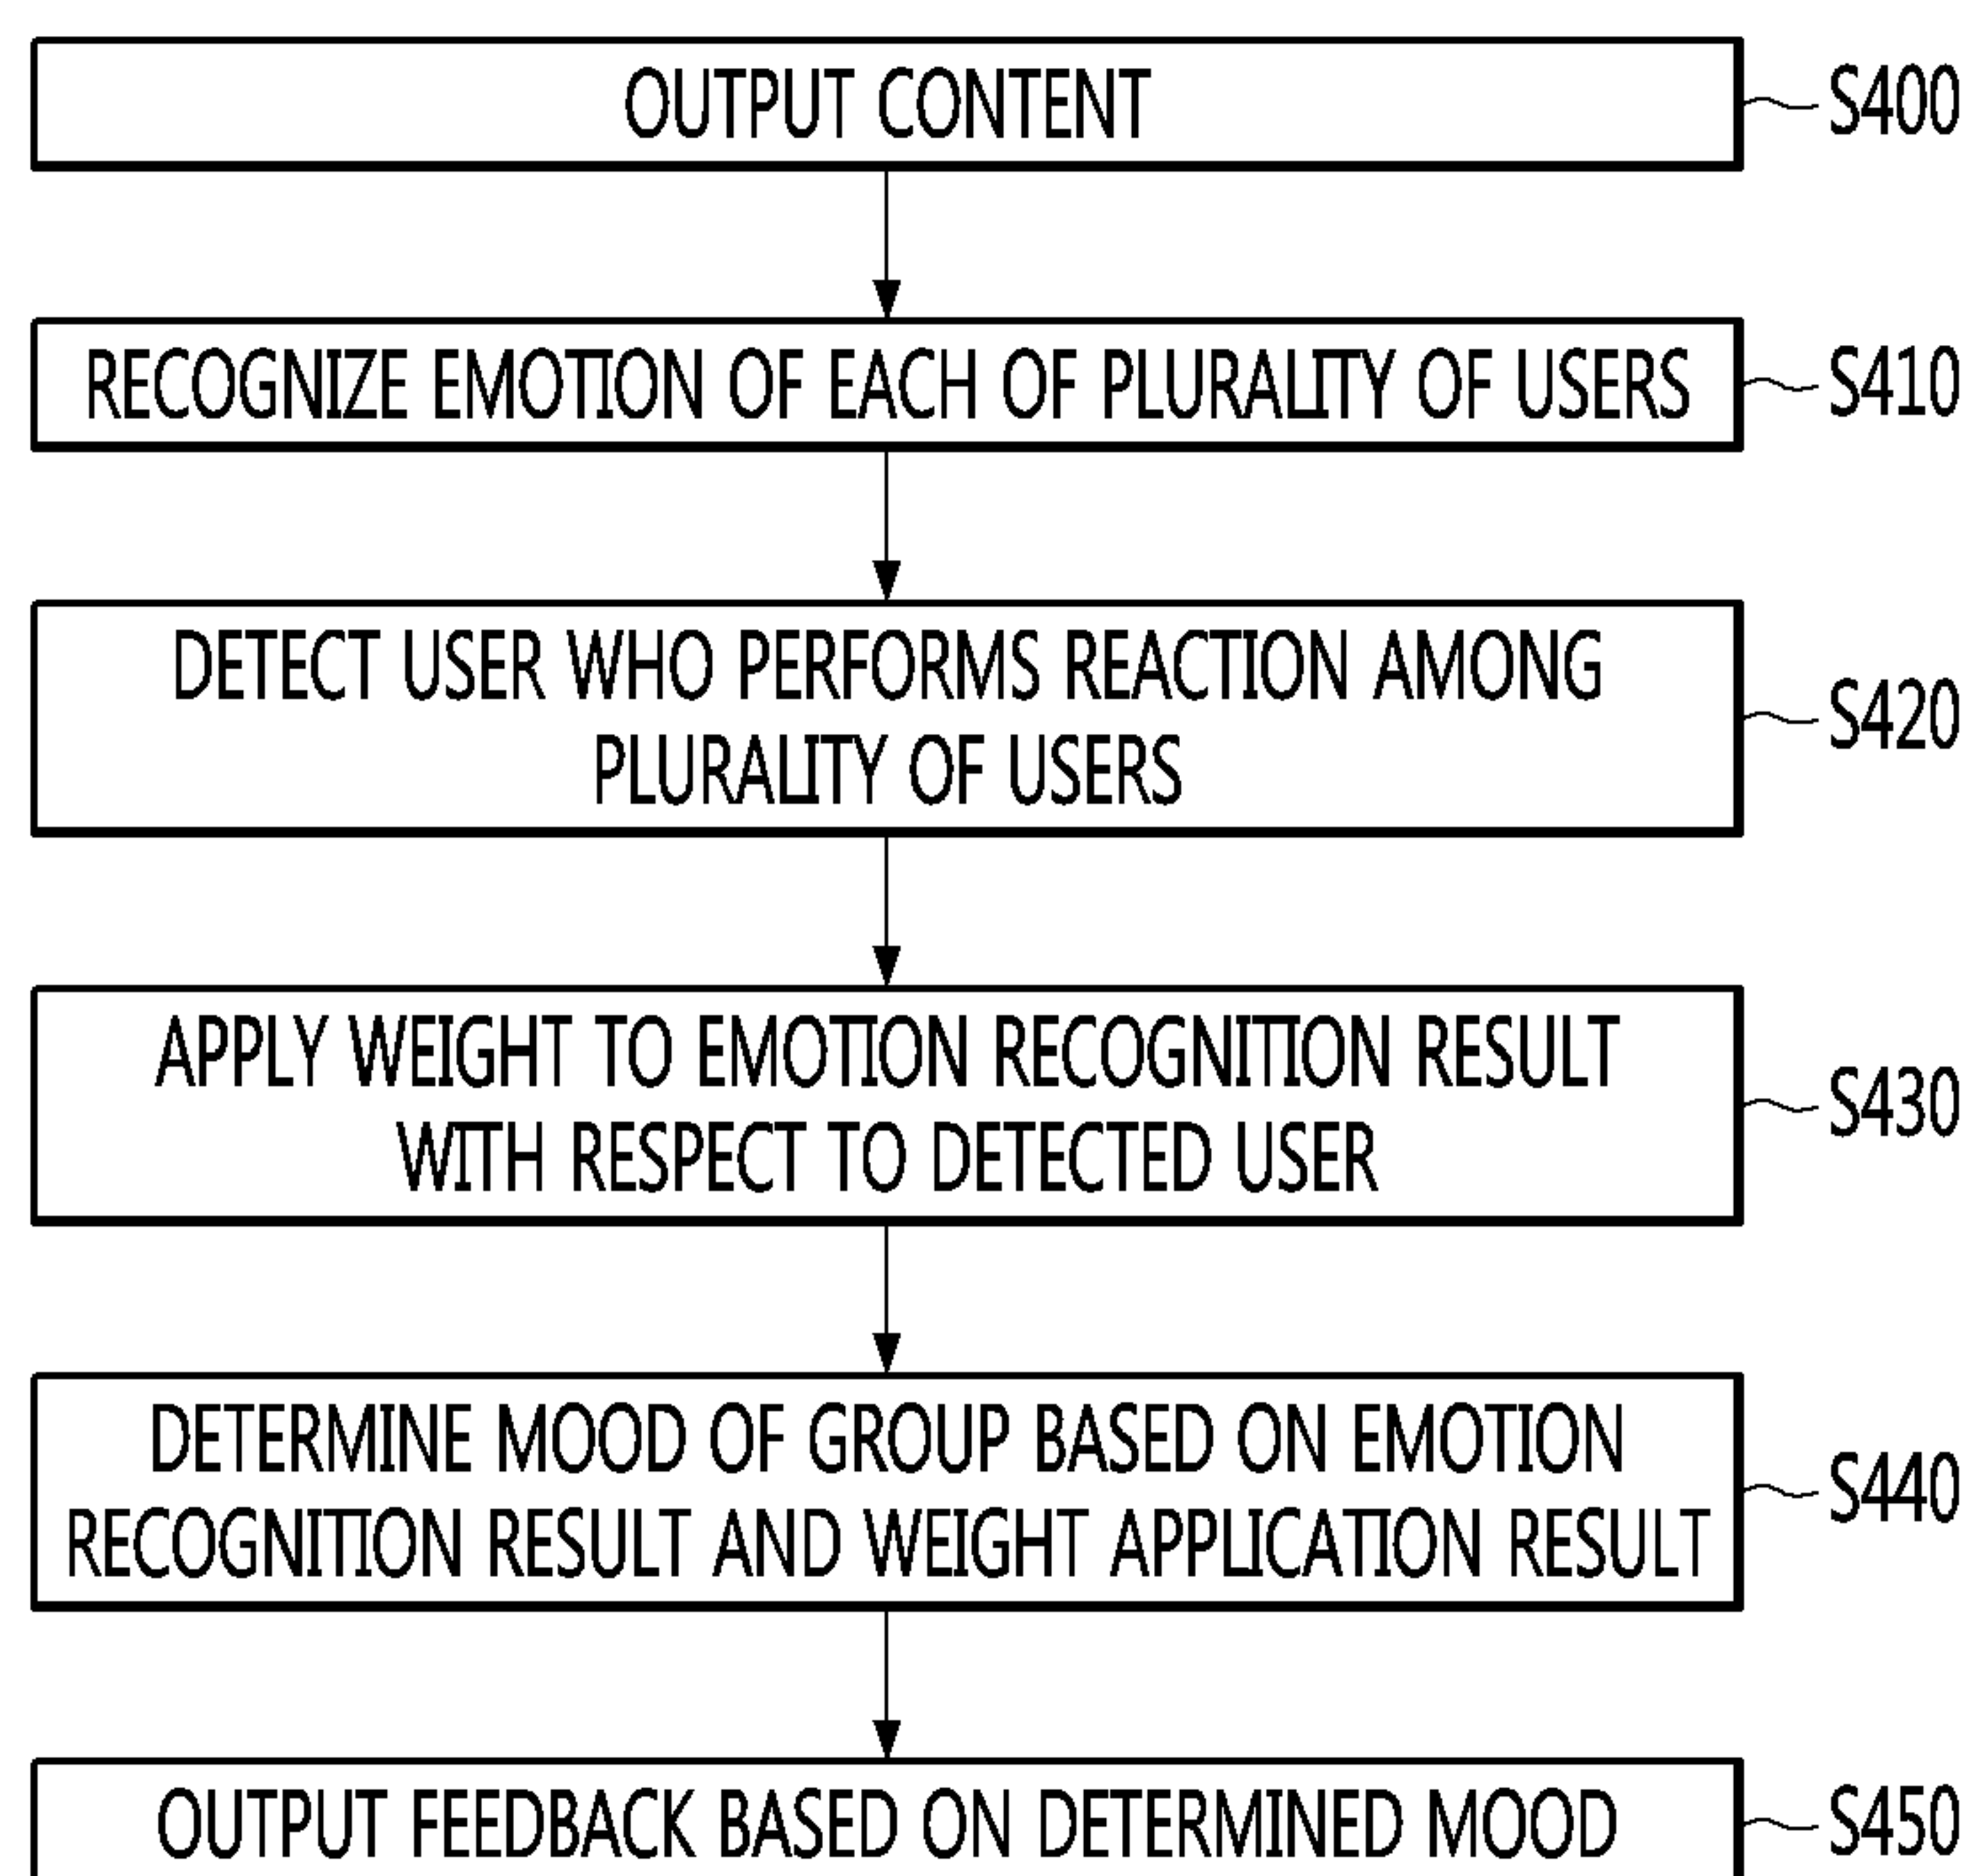 OUTPUT CONTENT
S400
RECOGNIZE EMOTION OF EACH OF PLURALITY OF USERS
S410
DETECT USER WHO PERFORMS REACTION AMONG
PLURALITY OF USERS
S420
APPLY WEIGHT TO EMOTION RECOGNITION RESULT
WITH RESPECT TO DETECTED USER
S430
DETERMINE MOOD OF GROUP BASED ON EMOTION
RECOGNITION RESULT AND WEIGHT APPLICATION RESULT
S440
OUTPUT FEEDBACK BASED ON DETERMINED MOOD
S450